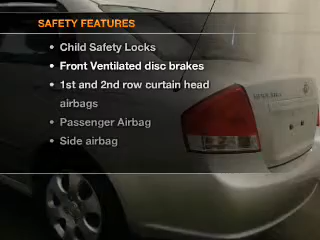 SAFETY FEATURES
• Child Safety Locks
• Front Ventilated disc brakes
• 1st and 2nd row curtain head
airbags
• Passenger Airbag
• Side airbag